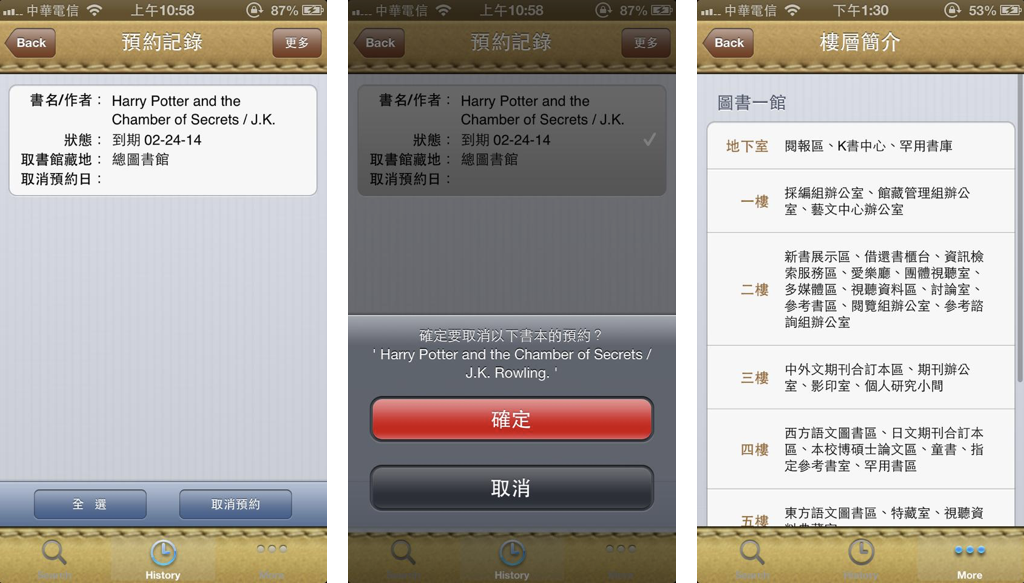 中華電信 上午10:58 87%
Back 預約記錄 更多
書名/作者： Harry Potter and the
Chamber of Secrets / J.K.
狀態： 到期 02-24-14
取書館藏地： 總圖書館
取消預約日：
全 選 取消預約
History
中華電信 上午10:58 87%
Back 預約記錄 更多
書名/作者： Harry Potter and the
Chamber of Secrets / J.K.
狀態： 到期 02-24-14
取書館藏地： 總圖書館
取消預約日：
確定要取消以下書本的預約？
' Harry Potter and the Chamber of Secrets /
J.K. Rowling. '
確定
取消
History
中華電信 下午1:30 53%
Back 樓層簡介
圖書一館
地下室 閱報區、K書中心、罕用書庫
一樓 採編組辦公室、館藏管理組辦公
室、藝文中心辦公室
二樓 新書展示區、借還書櫃台、資訊檢
索服務區、愛樂廳、團體視聽室、
多媒體區、視聽資料區、討論室、
參考書區、閱覽組辦公室、參考諮
詢組辦公室
三樓 中外文期刊合訂本區、期刊辦公
室、影印室、個人研究小間
四樓 西方語文圖書區、日文期刊合訂本
區、本校博碩士論文區、童書、指
定參考書室、罕用書區
五樓 東方語文圖書區、特藏室、視聽資
More